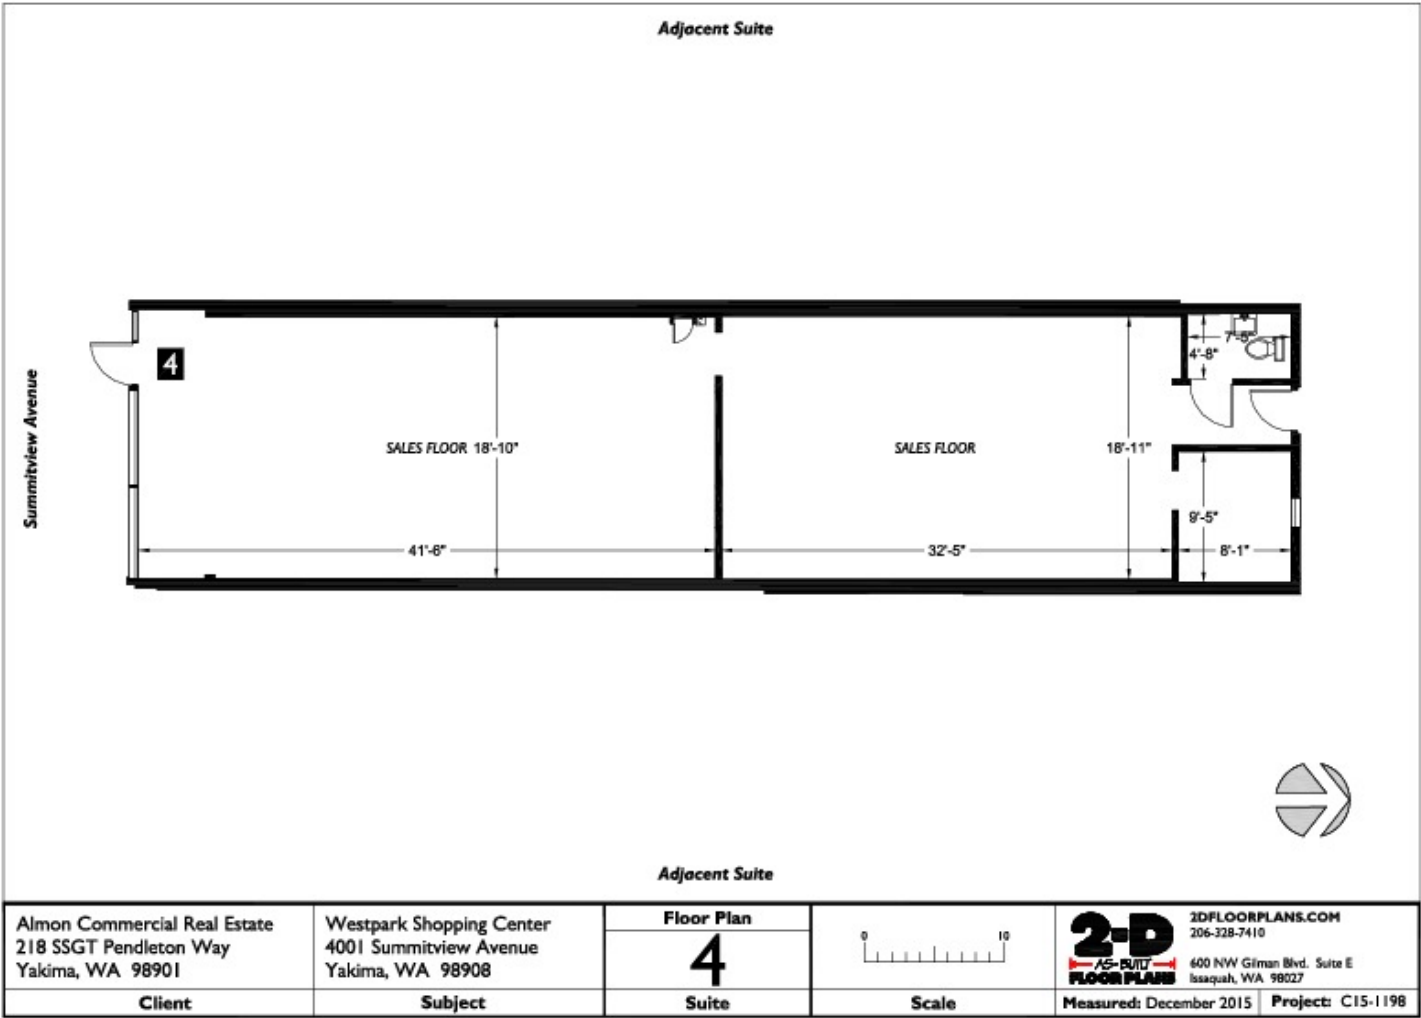 Adjacent Suite
Summitview Avenue
4
SALES FLOOR 18'-10"
41'-6"
SALES FLOOR
18'-11"
32'-5"
7'-5"
4'-8"
9'-5"
8'-1"
Adjacent Suite
Almon Commercial Real Estate
218 SSGT Pendleton Way
Yakima, WA 98901
Client
Westpark Shopping Center
4001 Summitview Avenue
Yakima, WA 98908
Subject
Floor Plan
4
Suite
0 10
Scale
2-D
AS-BUILT
FLOOR PLANS
2DFLOORPLANS.COM
206-328-7410
600 NW Gilman Blvd. Suite E
Issaquah, WA 98027
Measured: December 2015
Project: C15-1198